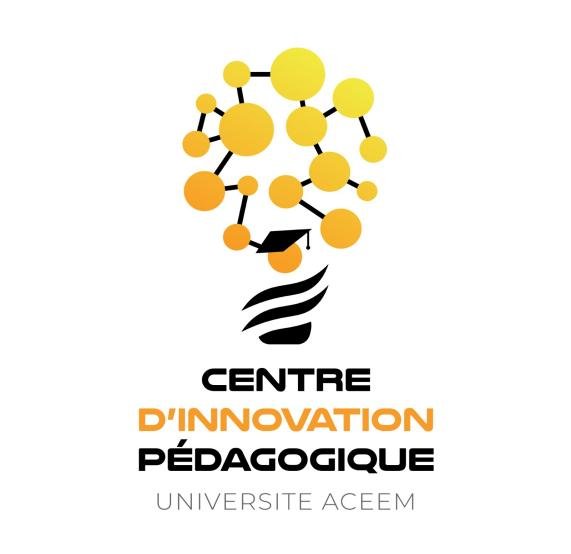 CENTRE
D'INNOVATION
PÉDAGOGIQUE
UNIVERSITE ACEEM